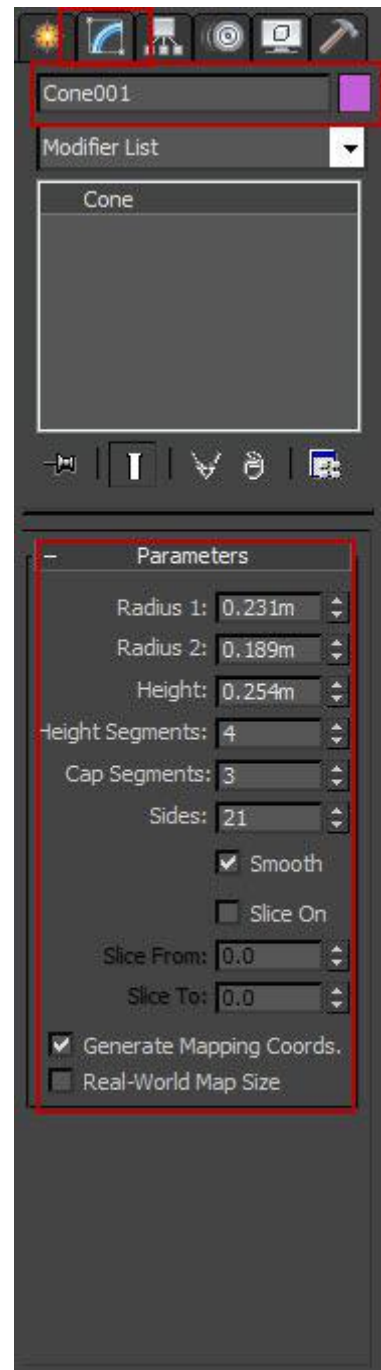 Cone001
Modifier List
Cone
Parameters
Radius 1: 0.231m
Radius 2: 0.189m
Height: 0.254m
Height Segments: 4
Cap Segments: 3
Sides: 21
Smooth
Slice On
Slice From: 0.0
Slice To: 0.0
Generate Mapping Coords.
Real-World Map Size